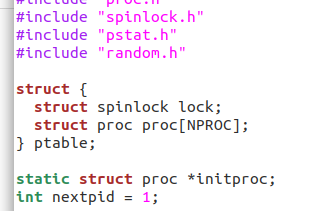 #include "proc.h"
#include "spinlock.h"
#include "pstat.h"
#include "random.h"
struct {
  struct spinlock lock;
  struct proc proc[NPROC];
} ptable;
static struct proc *initproc;
int nextpid = 1;